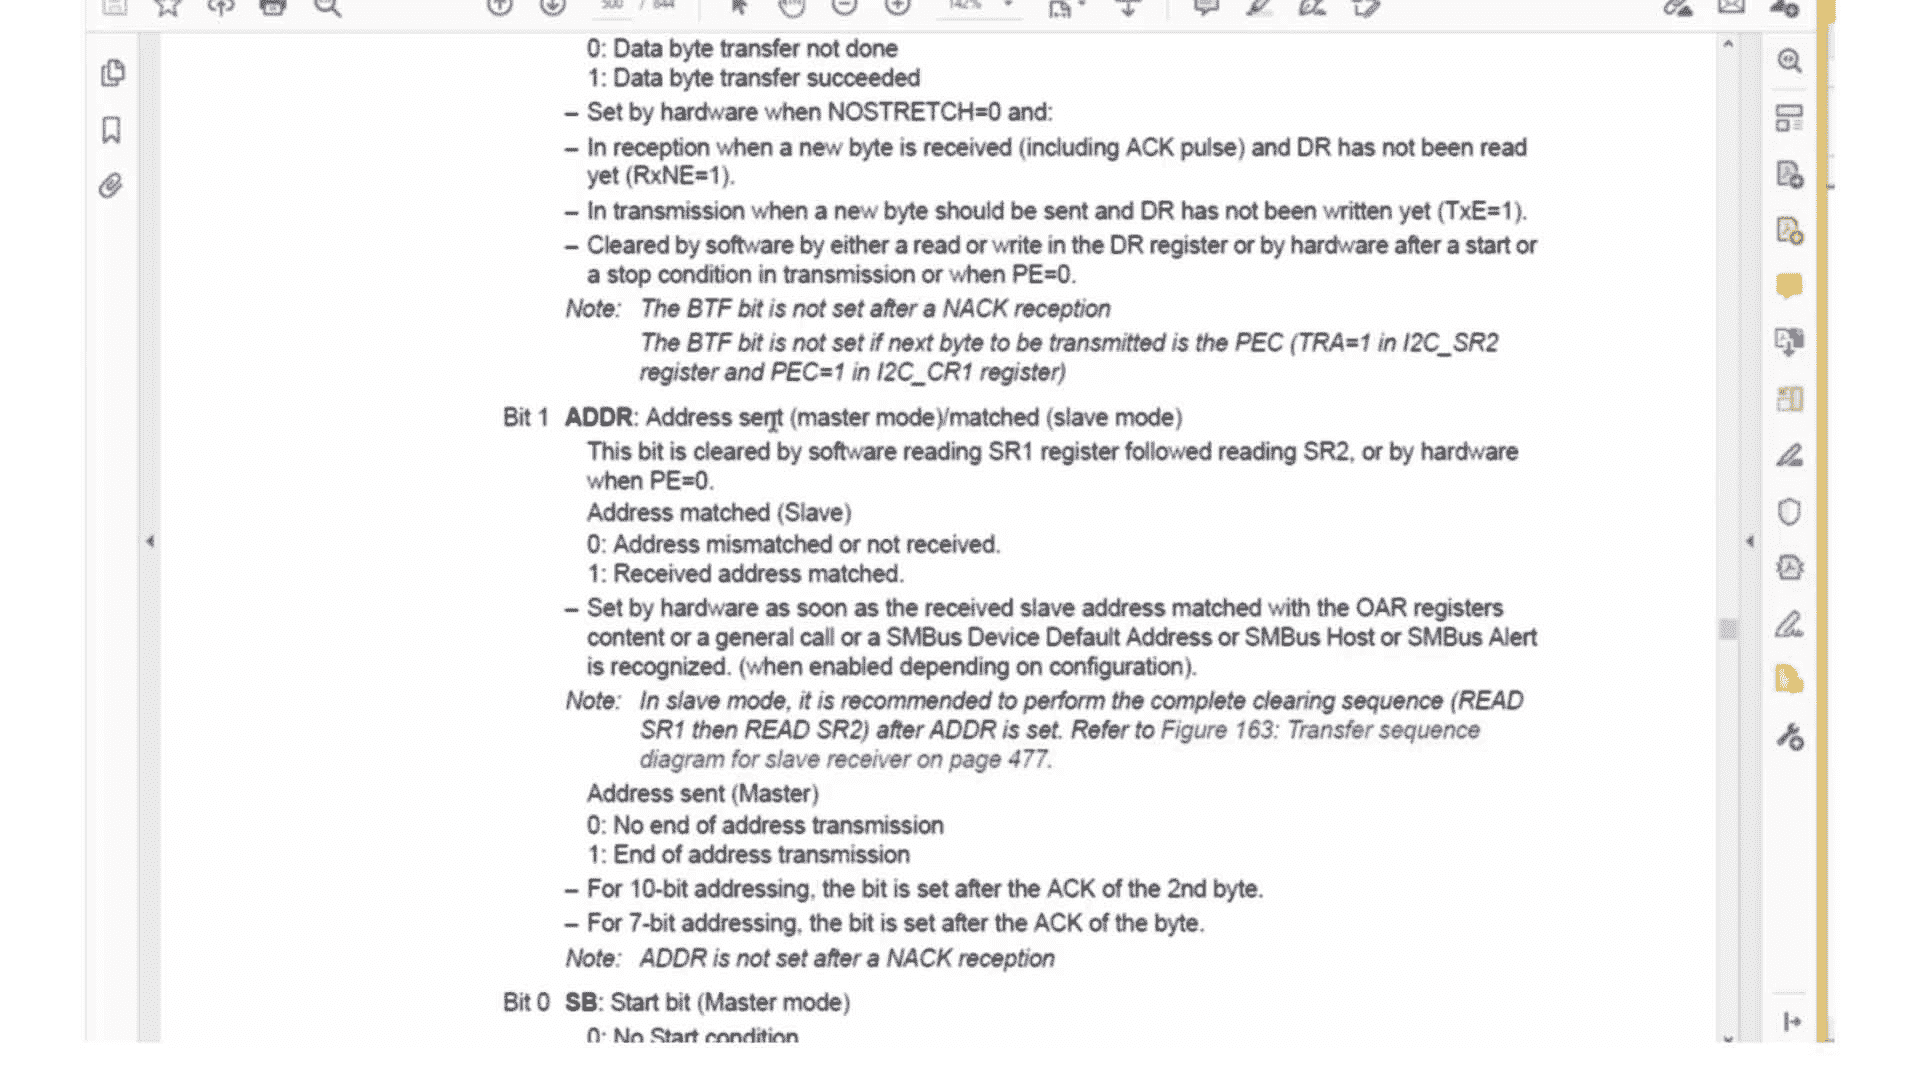 0: Data byte transfer not done
1: Data byte transfer succeeded
– Set by hardware when NOSTRETCH=0 and:
– In reception when a new byte is received (including ACK pulse) and DR has not been read
yet (RxNE=1).
– In transmission when a new byte should be sent and DR has not been written yet (TxE=1).
– Cleared by software by either a read or write in the DR register or by hardware after a start or
a stop condition in transmission or when PE=0.
Note: The BTF bit is not set after a NACK reception
The BTF bit is not set if next byte to be transmitted is the PEC (TRA=1 in I2C_SR2
register and PEC=1 in I2C_CR1 register)
Bit 1 ADDR: Address sent (master mode)/matched (slave mode)
This bit is cleared by software reading SR1 register followed reading SR2, or by hardware
when PE=0.
Address matched (Slave)
0: Address mismatched or not received.
1: Received address matched.
– Set by hardware as soon as the received slave address matched with the OAR registers
content or a general call or a SMBus Device Default Address or SMBus Host or SMBus Alert
is recognized. (when enabled depending on configuration).
Note: In slave mode, it is recommended to perform the complete clearing sequence (READ
SR1 then READ SR2) after ADDR is set. Refer to Figure 163: Transfer sequence
diagram for slave receiver on page 477.
Address sent (Master)
0: No end of address transmission
1: End of address transmission
– For 10-bit addressing, the bit is set after the ACK of the 2nd byte.
– For 7-bit addressing, the bit is set after the ACK of the byte.
Note: ADDR is not set after a NACK reception
Bit 0 SB: Start bit (Master mode)
0: No Start condition